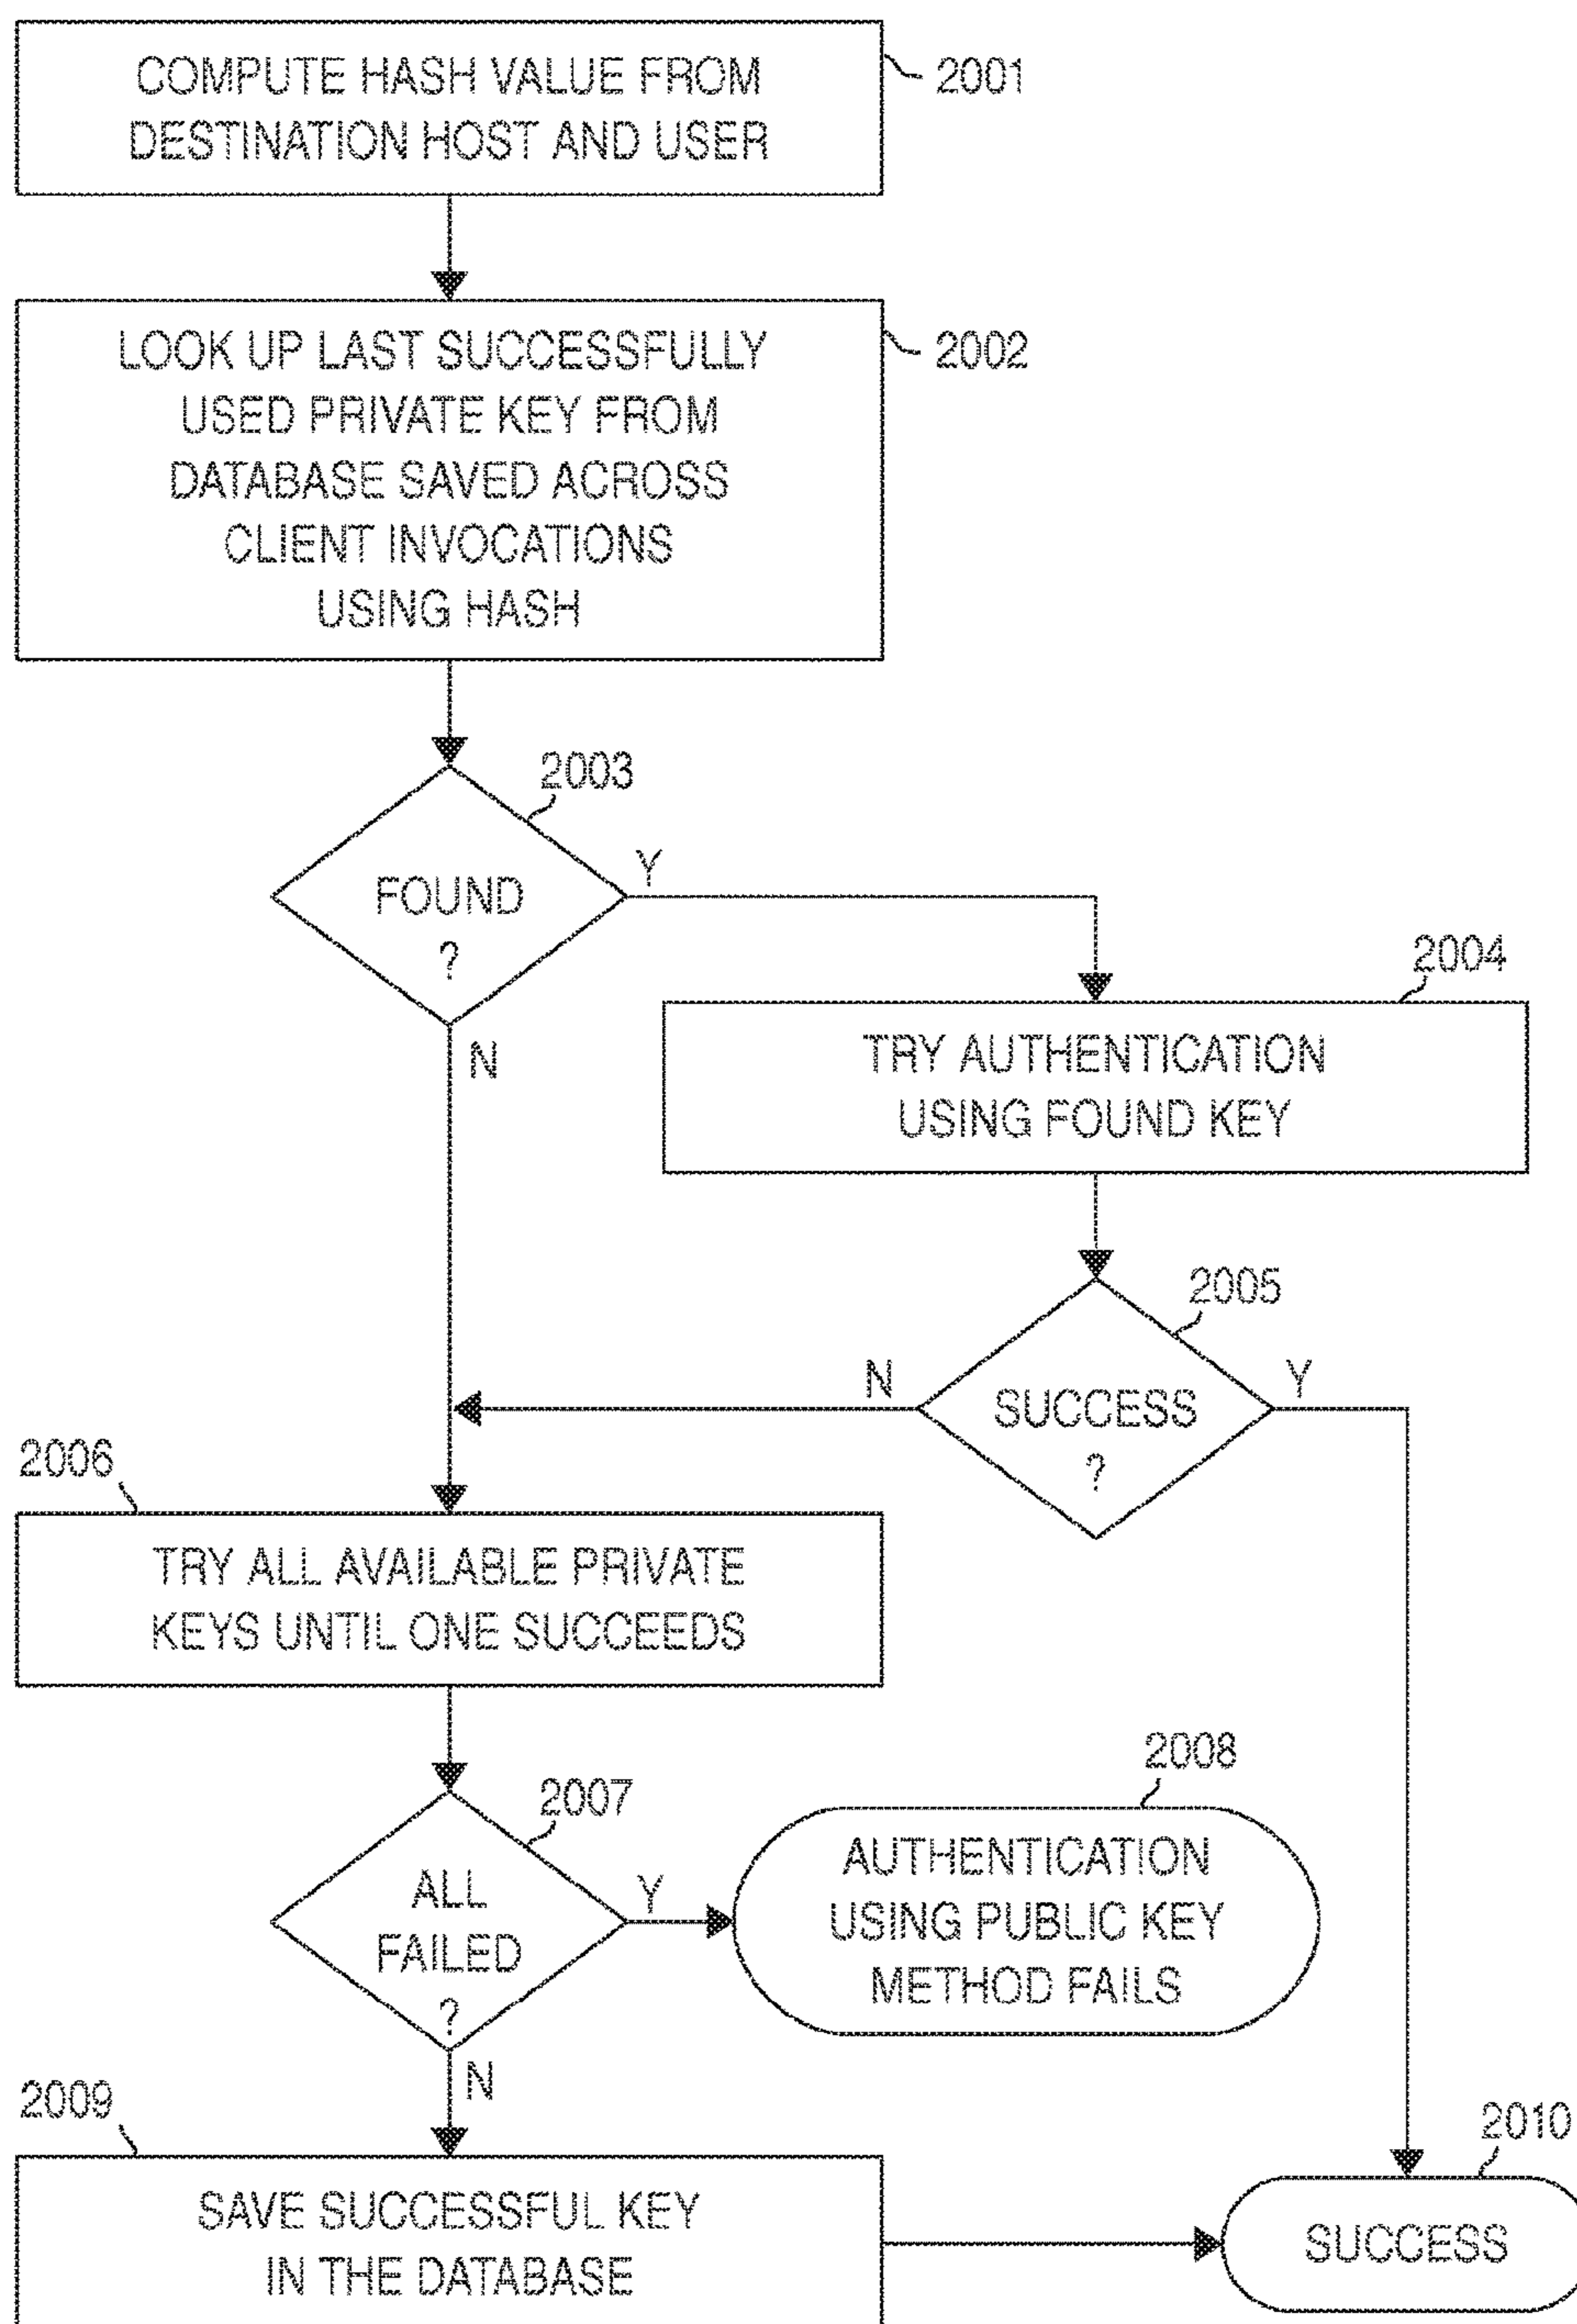 COMPUTE HASH VALUE FROM
DESTINATION HOST AND USER
2001
LOOK UP LAST SUCCESSFULLY
USED PRIVATE KEY FROM
DATABASE SAVED ACROSS
CLIENT INVOCATIONS
USING HASH
2002
2003
FOUND
?
Y
N
2004
TRY AUTHENTICATION
USING FOUND KEY
2005
SUCCESS
?
N
Y
2006
TRY ALL AVAILABLE PRIVATE
KEYS UNTIL ONE SUCCEEDS
2007
ALL
FAILED
?
Y
N
2008
AUTHENTICATION
USING PUBLIC KEY
METHOD FAILS
2009
SAVE SUCCESSFUL KEY
IN THE DATABASE
2010
SUCCESS